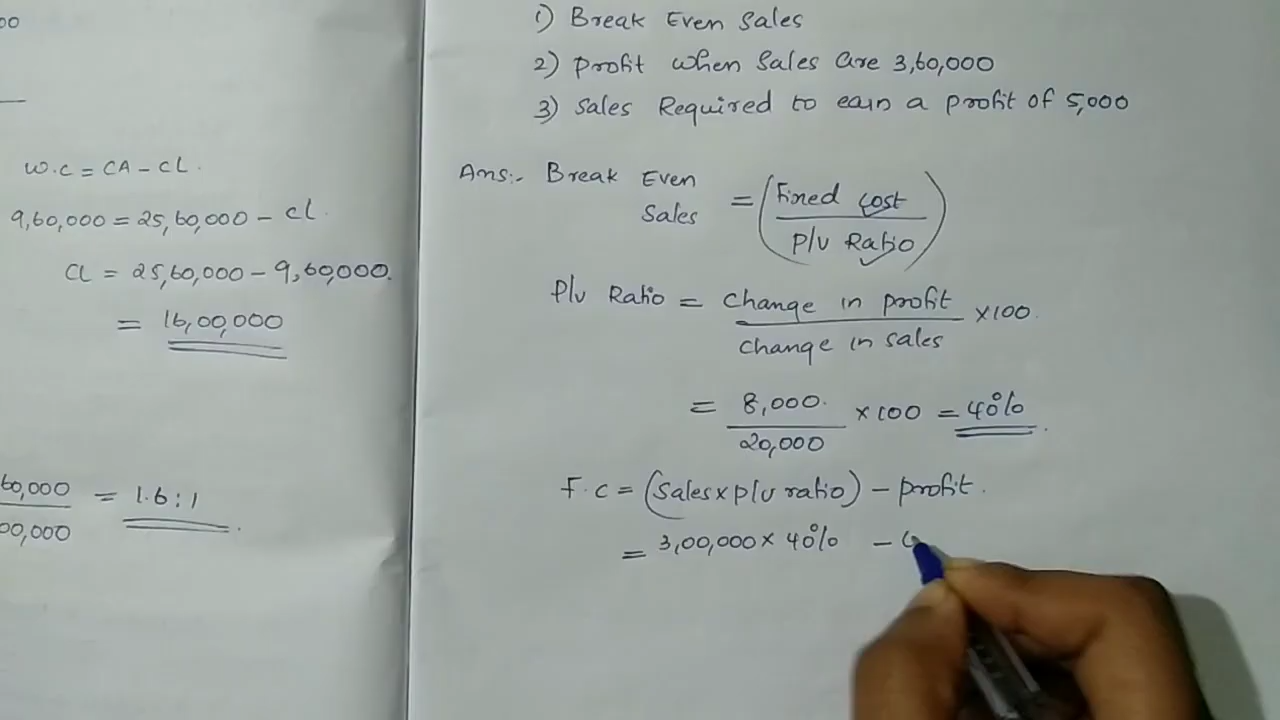 00
W.C = CA - CL.
9,60,000 = 25,60,000 - CL.
CL = 25,60,000 - 9,60,000.
= 16,00,000
60,000 = 1.6 : 1
00,000
1) Break Even Sales
2) Profit when Sales are 3,60,000
3) Sales Required to earn a profit of 5,000
Ans:- Break Even Sales = (Fixed Cost / P/V Ratio)
P/V Ratio = Change in profit / Change in sales × 100.
= 8,000. / 20,000 × 100 = 40%.
F.C = (Sales × P/V ratio) - profit.
= 3,00,000 × 40% -